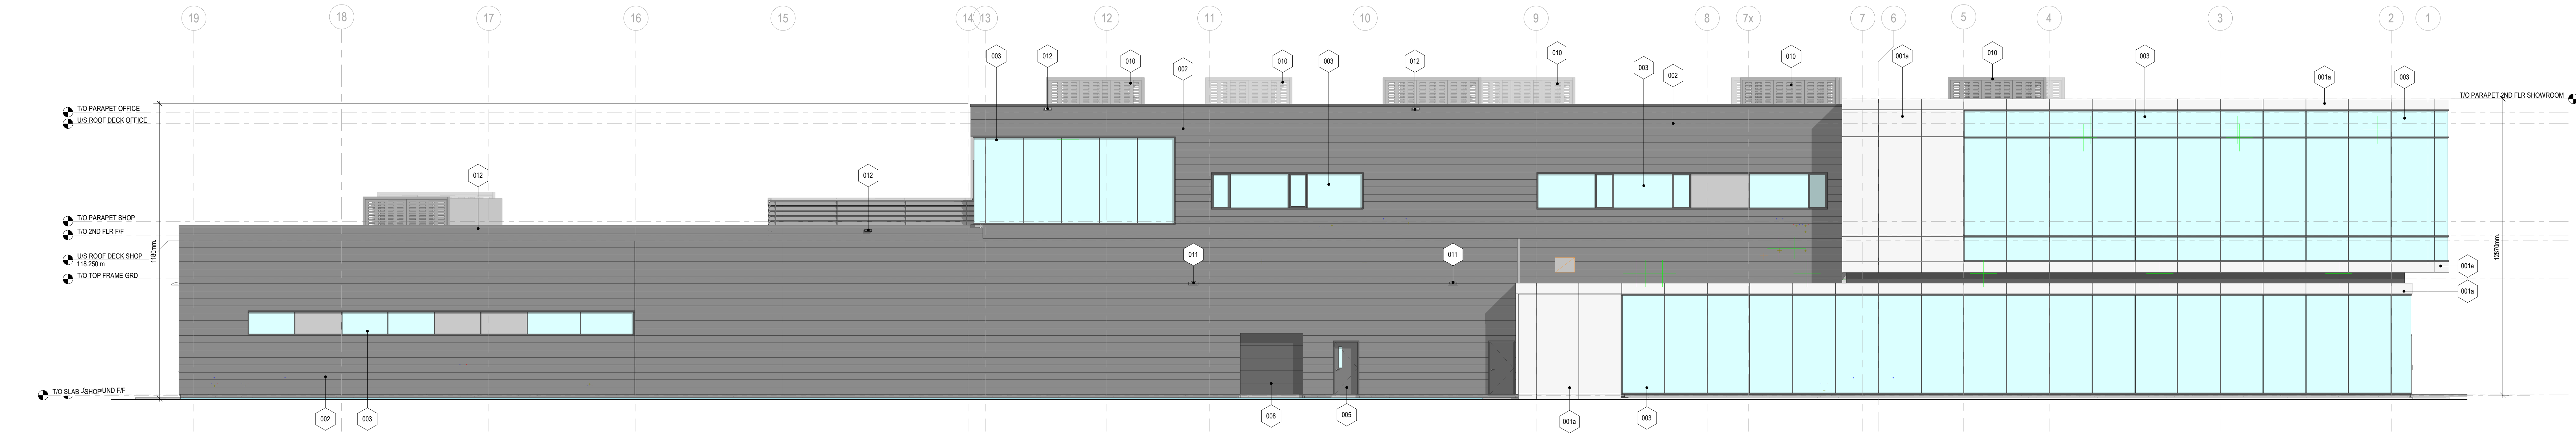 19 18 17 16 15 14 13 12 11 10 9 8 7x 7 6 5 4 3 2 1
003 012 010 002 010 003 012 010 003 002 010 001a 010 003 001a 003
T/O PARAPET 2ND FLR SHOWROOM
T/O PARAPET OFFICE
U/S ROOF DECK OFFICE
012 012
T/O PARAPET SHOP
T/O 2ND FLR F/F
11800mm.
12870mm.
U/S ROOF DECK SHOP
118.250 m
011 011
001a
T/O TOP FRAME GRD
001a
T/O SLAB -SHOP UND F/F
002 003 008 005 001a 003